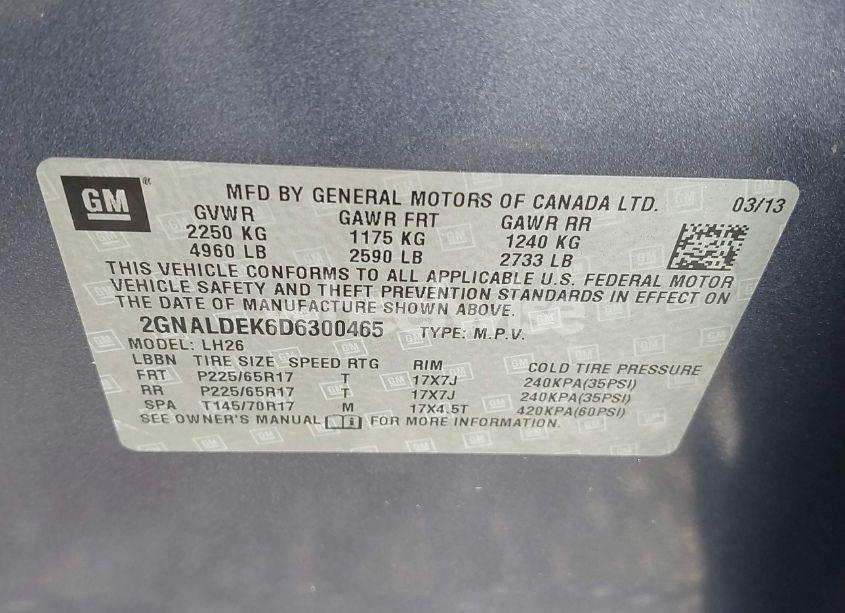 GM®
MFD BY GENERAL MOTORS OF CANADA LTD. 03/13
GVWR GAWR FRT GAWR RR
2250 KG 1175 KG 1240 KG
4960 LB 2590 LB 2733 LB
THIS VEHICLE CONFORMS TO ALL APPLICABLE U.S. FEDERAL MOTOR
VEHICLE SAFETY AND THEFT PREVENTION STANDARDS IN EFFECT ON
THE DATE OF MANUFACTURE SHOWN ABOVE.
2GNALDEK6D6300465 TYPE: M.P.V.
MODEL: LH26
LBBN TIRE SIZE SPEED RTG RIM COLD TIRE PRESSURE
FRT P225/65R17 T 17X7J 240KPA(35PSI)
RR P225/65R17 T 17X7J 240KPA(35PSI)
SPA T145/70R17 M 17X4.5T 420KPA(60PSI)
SEE OWNER'S MANUAL FOR MORE INFORMATION.